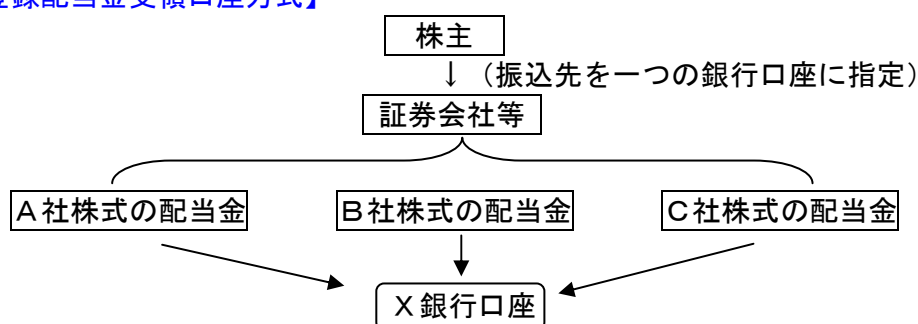 登録配当金受領口座方式】
株主
↓（振込先を一つの銀行口座に指定）
証券会社等
A社株式の配当金 B社株式の配当金 C社株式の配当金
X銀行口座